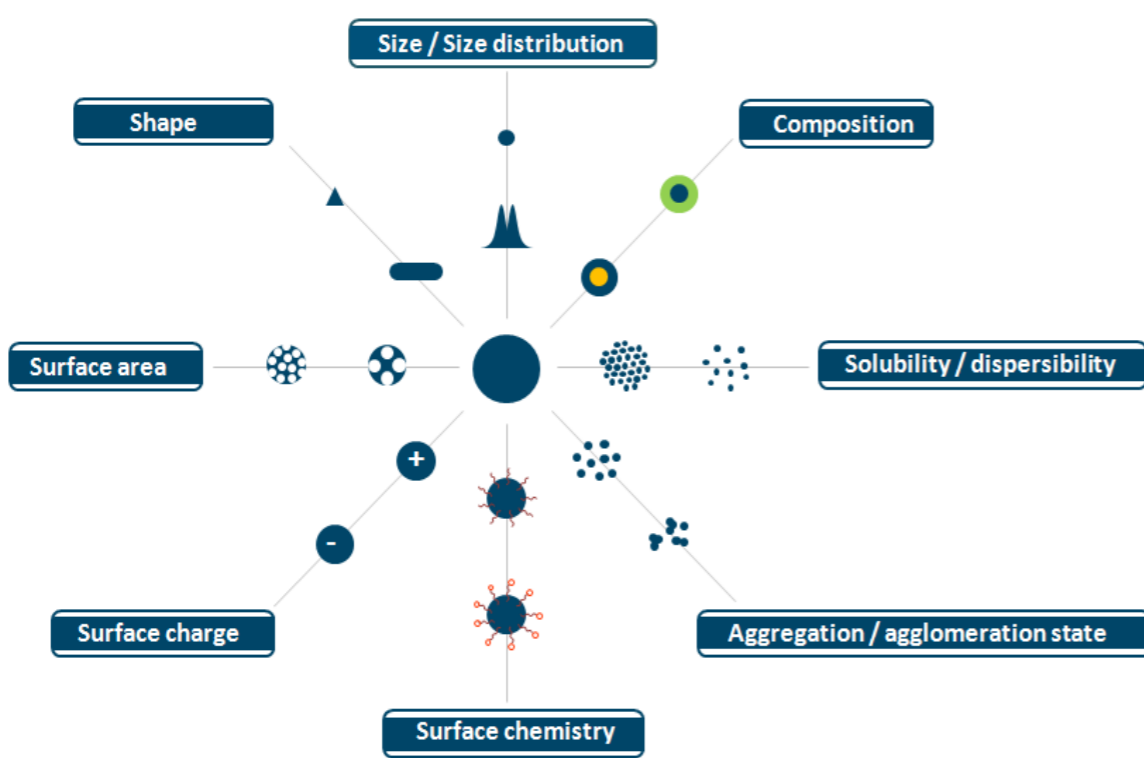 Size / Size distribution
Shape
Composition
Surface area
Solubility / dispersibility
+
-
Surface charge
Aggregation / agglomeration state
Surface chemistry